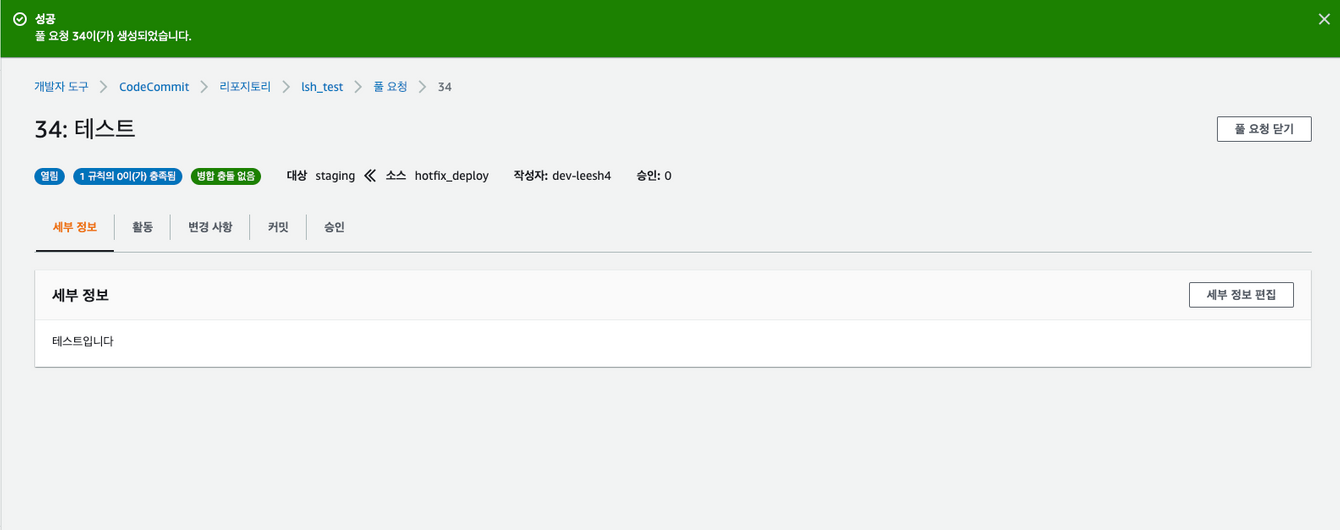 성공
풀 요청 34이(가) 생성되었습니다.
개발자 도구 CodeCommit 리포지토리 lsh_test 풀 요청 34
34: 테스트
풀 요청 닫기
열림 1 규칙의 0이(가) 충족됨 병합 충돌 없음 대상 staging 소스 hotfix_deploy 작성자: dev-leesh4 승인: 0
세부 정보 활동 변경 사항 커밋 승인
세부 정보
세부 정보 편집
테스트입니다